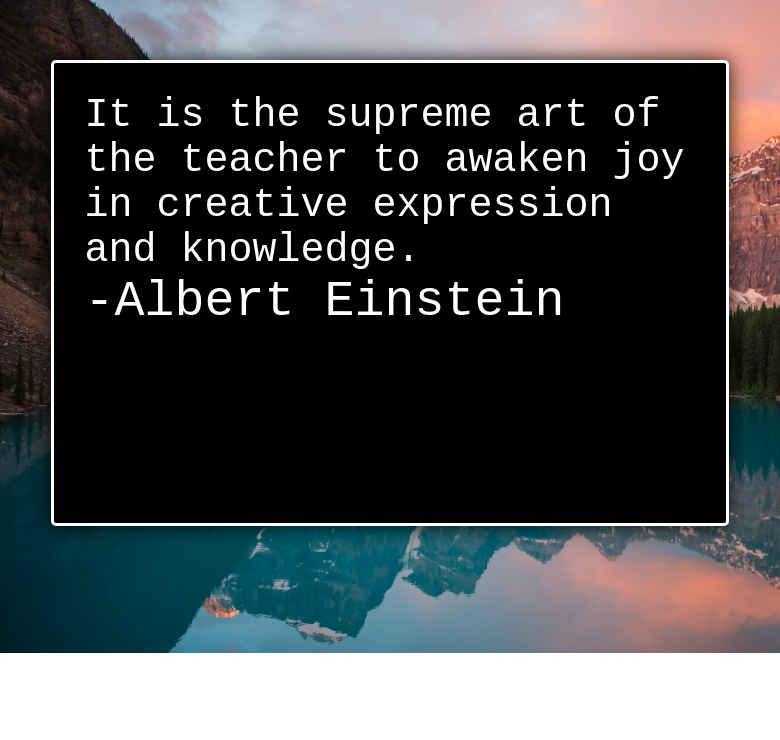 It is the supreme art of
the teacher to awaken joy
in creative expression
and knowledge.
-Albert Einstein